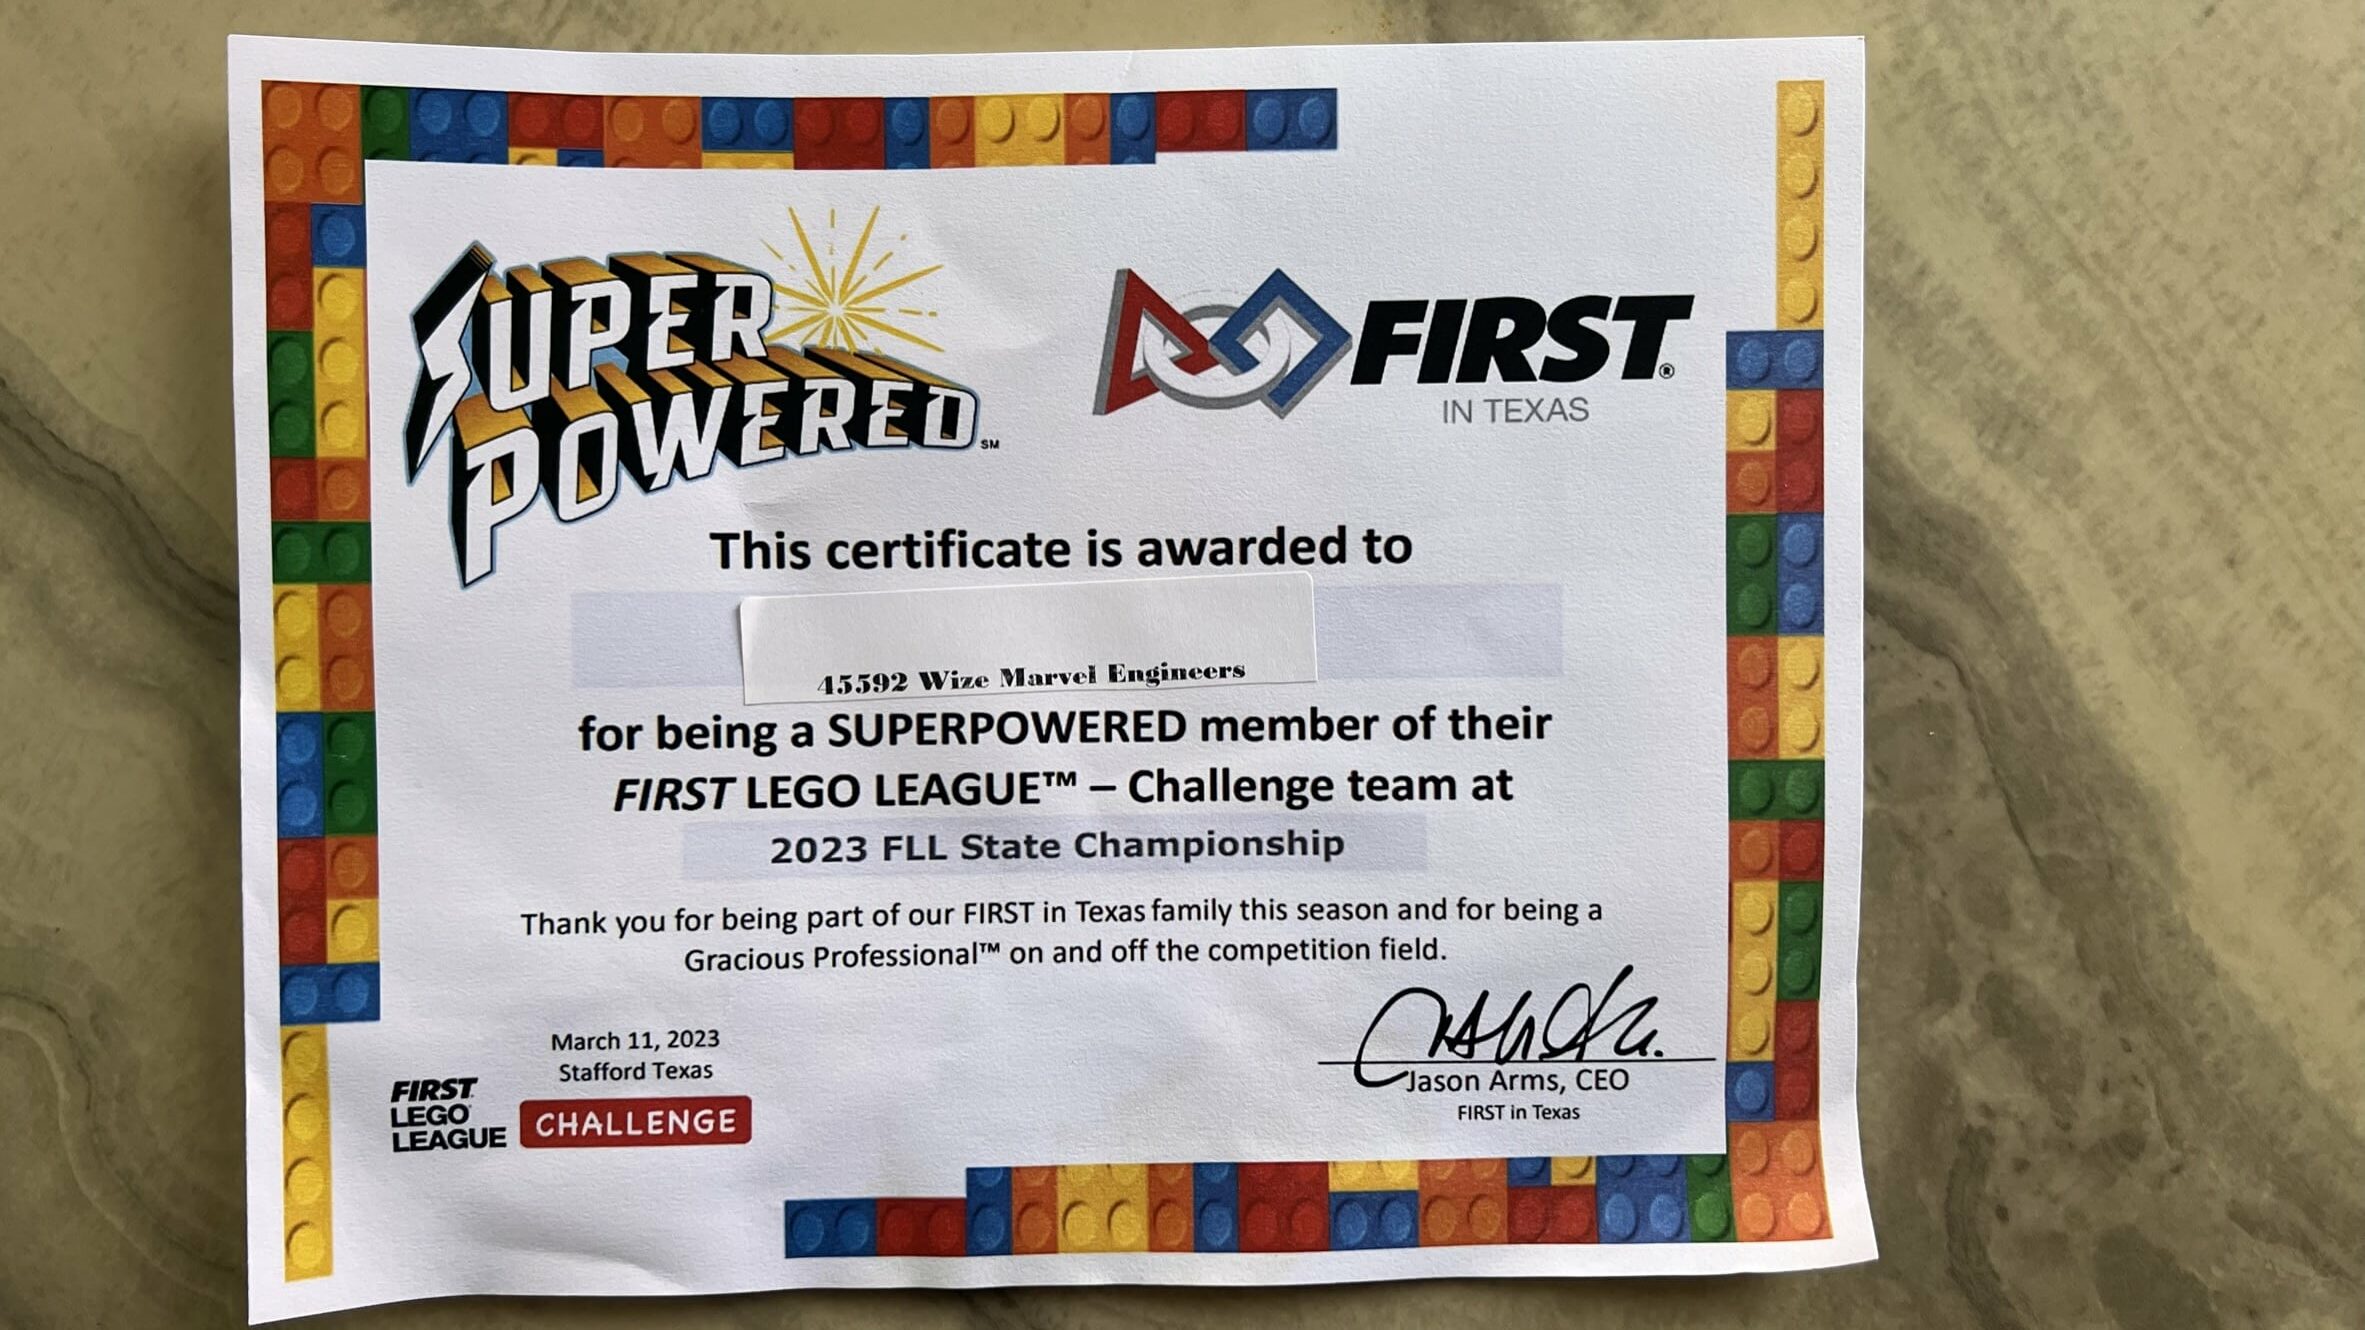 SUPER
POWERED
SM
FIRST®
IN TEXAS
This certificate is awarded to
45592 Wize Marvel Engineers
for being a SUPERPOWERED member of their
FIRST LEGO LEAGUE™ – Challenge team at
2023 FLL State Championship
Thank you for being part of our FIRST in Texas family this season and for being a
Gracious Professional™ on and off the competition field.
March 11, 2023
Stafford Texas
FIRST
LEGO
LEAGUE
CHALLENGE
Jason Arms, CEO
FIRST in Texas